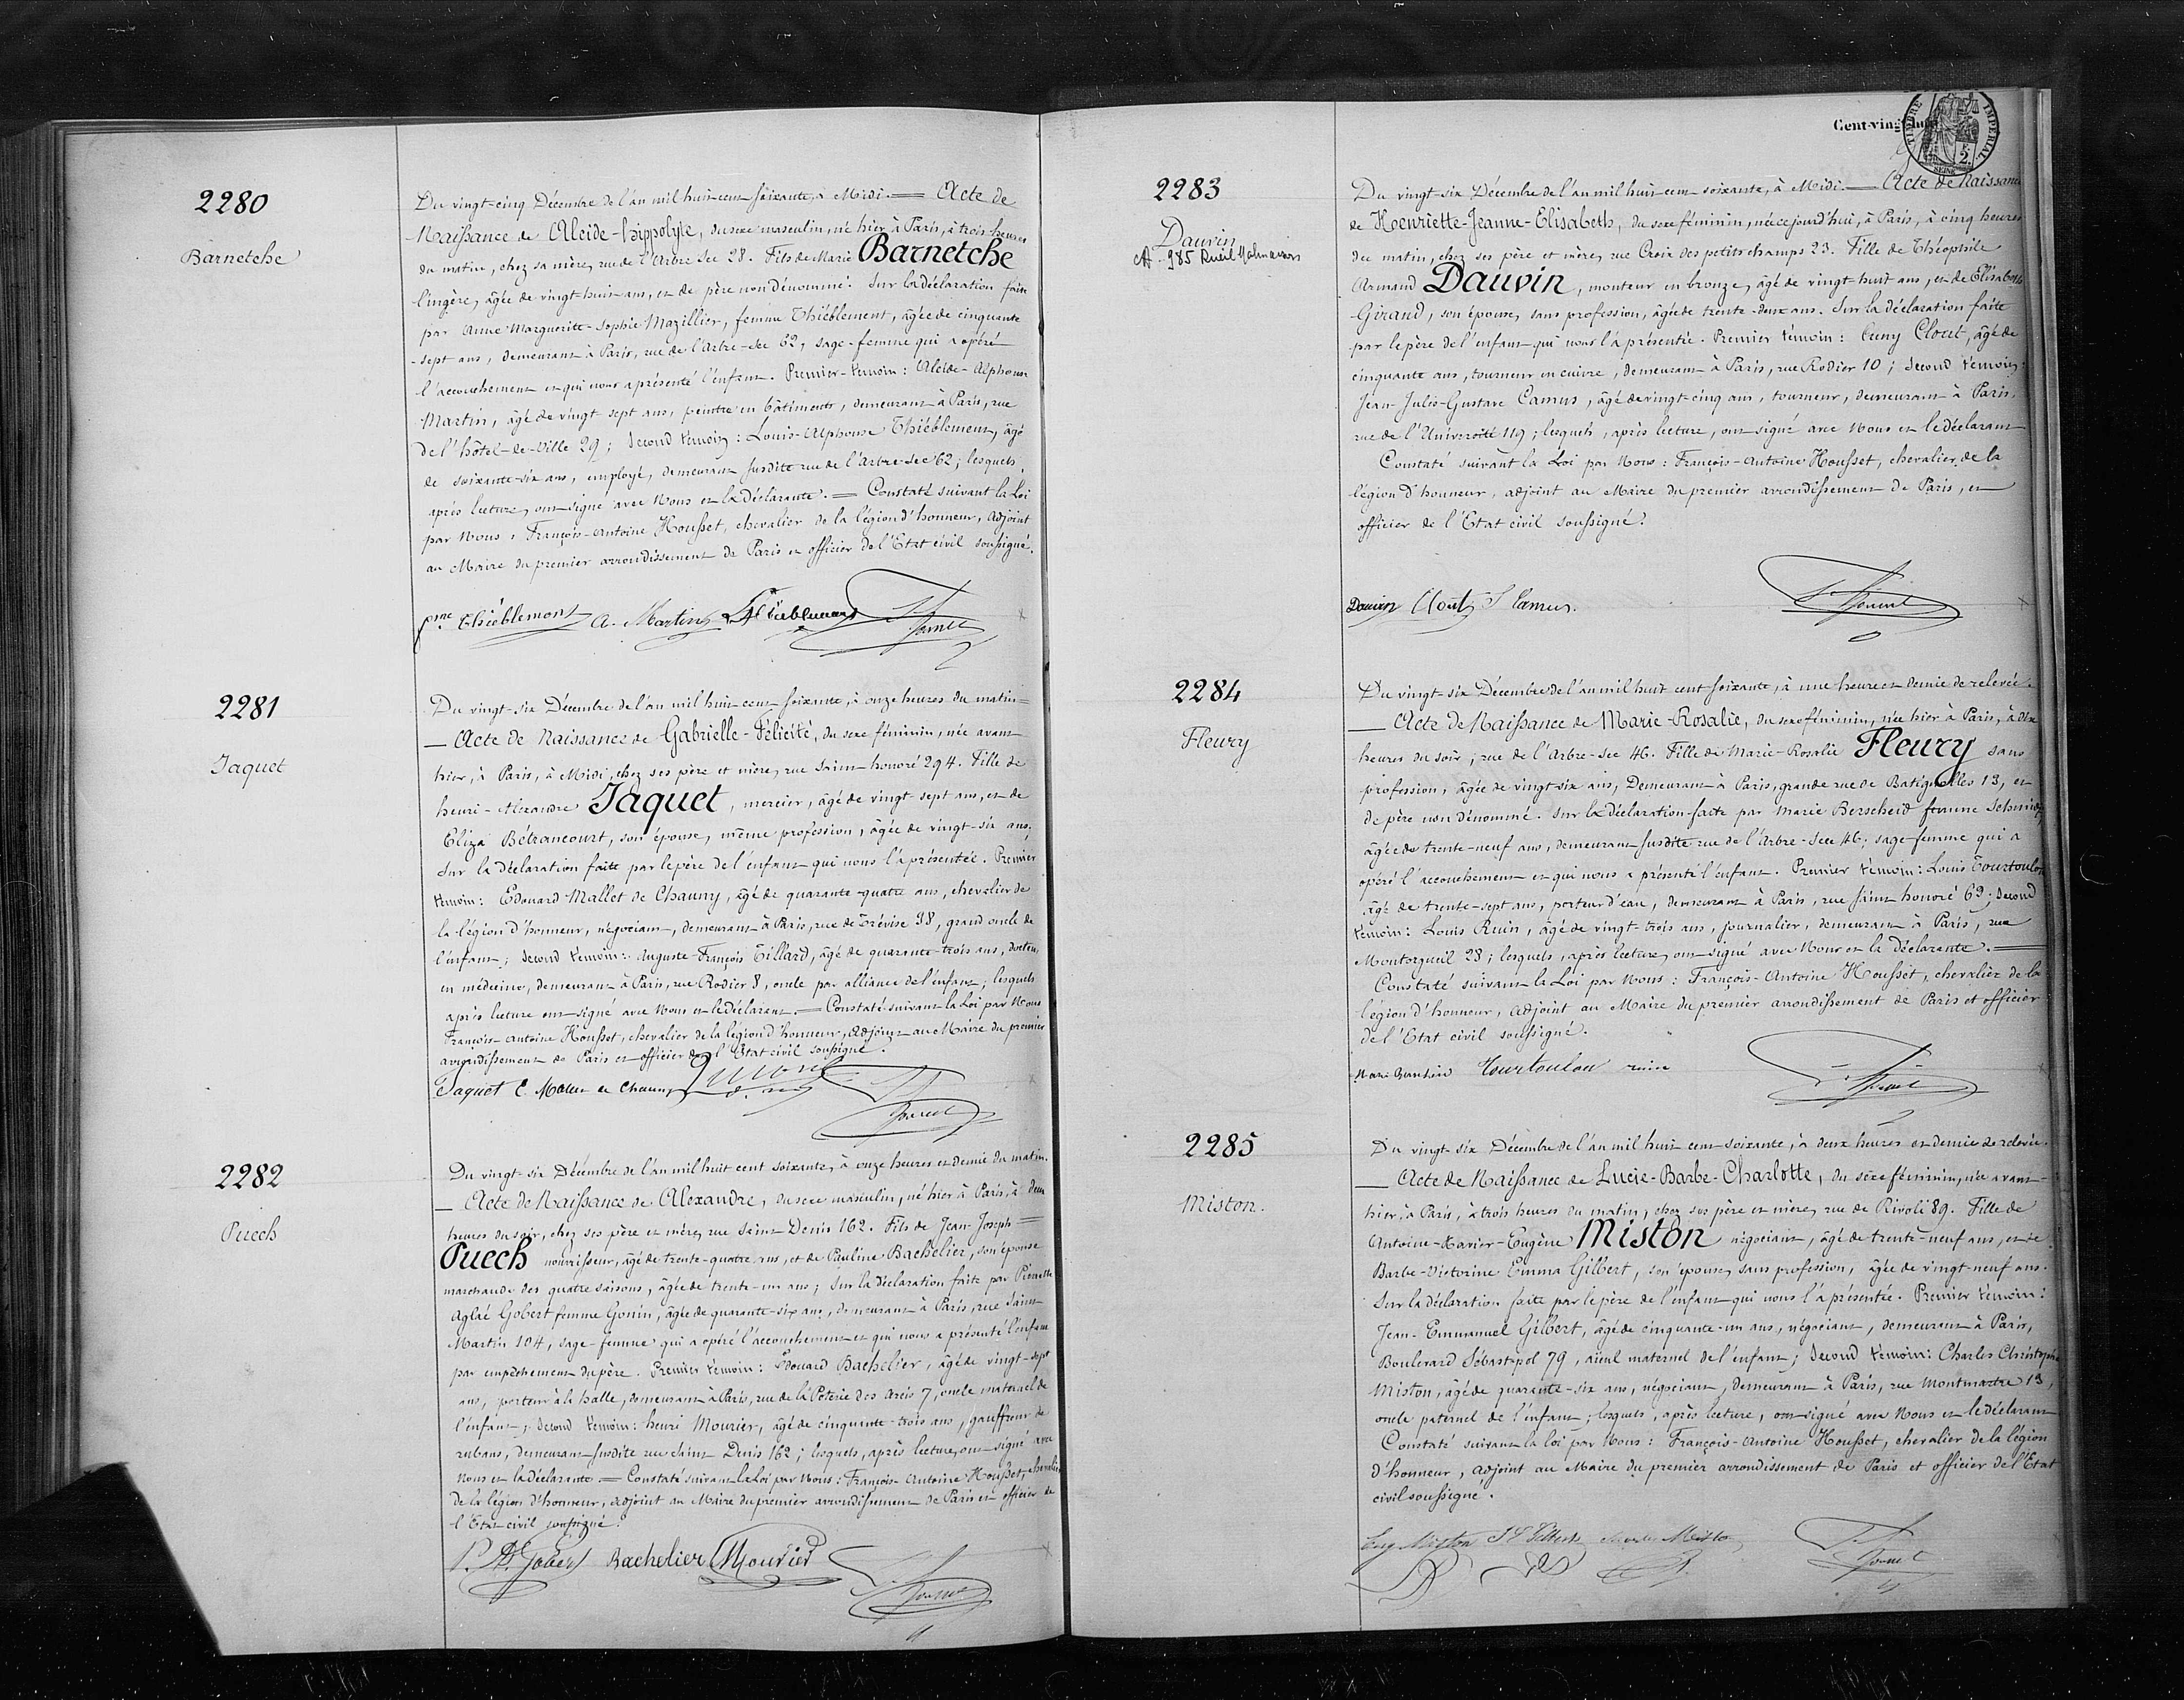 2280
Barnetche
Du vingt-cinq Décembre de l'an mil huit cent soixante, à Midi. — Acte de
Naissance de Alcide-hippolyte, du sexe masculin, né hier à Paris, à trois heures
du matin, chez sa mère, rue de l'Arbre Sec 28. Fils de Marie Barnetche
lingère, âgée de vingt-huit ans, et de père non dénommé. Sur la déclaration faite
par Anne Marguerite-Sophie Mazillier, femme Thiéblement, âgée de cinquante
-sept ans, demeurant à Paris, rue de l'Arbre-Sec 62, sage-femme qui a opéré
l'accouchement et qui nous a présenté l'enfant. Premier-témoin: Alcide-Alphonse
Martin, âgé de vingt-sept ans, peintre en bâtiments, demeurant à Paris, rue
de l'hôtel-de-Ville 29; Second témoin: Louis-Alphonse Thiéblement, âgé
de soixante-six ans, employé, demeurant susdite rue de l'Arbre-Sec 62; lesquels,
après lecture, ont signé avec Nous et la déclarante. — Constaté suivant la Loi
par Nous, François-Antoine Housset, chevalier de la légion d'honneur, Adjoint
au Maire du premier arrondissement de Paris et officier de l'Etat civil soussigné.
fme Thiéblemont A. Martin
2281
Jaquet
Du vingt-six Décembre de l'an mil huit cent soixante, à onze heures du matin
— Acte de Naissance de Gabrielle-Félicité, du sexe féminin, née avant
hier, à Paris, à Midi, chez ses père et mère, rue Saint honoré 294. Fille de
henri-Alexandre Jaquet, mercier, âgé de vingt sept ans, et de
Eliza Bétrancourt, son épouse, même profession, âgée de vingt-six ans;
Sur la déclaration faite par le père de l'enfant qui nous l'a présentée. Premier
témoin: Edouard Mallet de Chauny, âgé de quarante-quatre ans, chevalier de
la légion d'honneur, négociant, demeurant à Paris, rue de Trévise 38, grand oncle de
l'enfant; Second témoin: Auguste-François Tillard, âgé de quarante trois ans, docteur
en médecine, demeurant à Paris, rue Rodier 8, oncle par alliance de l'enfant; lesquels
après lecture ont signé avec Nous et le déclarant. — Constaté suivant la Loi par Nous
François-Antoine Housset, chevalier de la légion d'honneur, Adjoint au Maire du premier
arrondissement de Paris et officier de l'Etat civil soussigné.
Jaquet E. Mallet de Chauny
2282
Puech
Du vingt-six Décembre de l'an mil huit cent soixante, à onze heures et demie du matin.
— Acte de Naissance de Alexandre, du sexe masculin, né hier à Paris, à deux
heures du soir, chez ses père et mère, rue Saint Denis 162. Fils de Jean-Joseph
Puech nourrisseur, âgé de trente-quatre ans, et de Pauline Bachelier, son épouse
marchande des quatre saisons, âgée de trente-un ans; Sur la déclaration faite par Pierrette
Aglaé Gobert femme Gonin, âgée de quarante-six ans, demeurant à Paris, rue Saint
Martin 104, sage-femme qui a opéré l'accouchement et qui nous a présenté l'enfant
par empêchement du père. Premier témoin: Edouard Bachelier, âgé de vingt-sept
ans, porteur à la halle, demeurant à Paris, rue de la Poterie des Arcis 7, oncle maternel de
l'enfant; Second témoin: henri Mourier, âgé de cinquante-trois ans, gauffreur de
rubans, demeurant susdite rue Saint Denis 162; lesquels, après lecture, ont signé avec
Nous et la déclarante. — Constaté suivant la Loi par Nous: François-Antoine Housset, chevalier
de la légion d'honneur, Adjoint au Maire du premier arrondissement de Paris et officier de
l'Etat civil soussigné.
P. A. Gobert Bachelier Mourier
Cent-vingt-huit
TIMBRE IMPERIAL
SEINE
2283
Dauvin
A. 985 Rueil Malmaison
Du vingt-six Décembre de l'an mil huit cent soixante, à Midi. — Acte de Naissance
de Henriette-Jeanne-Elisabeth, du sexe féminin, née cejourd'hui, à Paris, à cinq heures
du matin, chez ses père et mère, rue Croix des petits champs 23. Fille de Théophile
Armand Dauvin, monteur en bronze, âgé de vingt-huit ans, et de Elisabeth
Girand, son épouse, sans profession, âgée de trente-deux ans. Sur la déclaration faite
par le père de l'enfant qui nous l'a présentée. Premier témoin: Cuny Clout, âgé de
cinquante ans, tourneur en cuivre, demeurant à Paris, rue Rodier 10; Second témoin:
Jean-Jules-Gustave Camus, âgé de vingt-cinq ans, tourneur, demeurant à Paris,
rue de l'Université 119; lesquels, après lecture, ont signé avec Nous et le déclarant
Constaté suivant la Loi par Nous: François-Antoine Housset, chevalier de la
légion d'honneur, adjoint au Maire du premier arrondissement de Paris, et
officier de l'Etat civil soussigné.
Dauvin Clout Camus.
2284
Fleury
Du vingt-six Décembre de l'an mil huit cent soixante, à une heure et demie de relevée.
— Acte de Naissance de Marie-Rosalie, du sexe féminin, née hier à Paris, à dix
heures du soir, rue de l'Arbre-Sec 46. Fille de Marie-Rosalie Fleury sans
profession, âgée de vingt-six ans, Demeurant à Paris, grande rue de Batignolles 13, et
de père non dénommé. Sur la déclaration faite par Marie Berscheid femme Schmidt,
âgée de trente-neuf ans, demeurant susdite rue de l'Arbre-Sec 46; sage-femme qui a
opéré l'accouchement et qui nous a présenté l'enfant. Premier témoin: Louis Tourtoulou
âgé de trente-sept ans, porteur d'eau, demeurant à Paris, rue saint honoré 69; Second
témoin: Louis Ruin, âgé de vingt-trois ans, journalier, demeurant à Paris, rue
Montorgueil 28; lesquels, après lecture, ont signé avec Nous et la déclarante. —
Constaté suivant la Loi par Nous: François-Antoine Housset, chevalier de la
légion d'honneur, Adjoint au Maire du premier arrondissement de Paris et officier
de l'Etat civil soussigné.
Tourtoulou ruin
2285
Miston.
Du vingt six Décembre de l'an mil huit cent soixante, à deux heures et demie de relevée.
— Acte de Naissance de Lucie-Barbe-Charlotte, du sexe féminin, née avant-
hier, à Paris, à trois heures du matin, chez ses père et mère, rue de Rivoli 89. Fille de
Antoine-Xavier-Eugène Miston négociant, âgé de trente-neuf ans, et de
Barbe-Victorine Emma Gilbert, son épouse, sans profession, âgée de vingt-neuf ans.
Sur la déclaration faite par le père de l'enfant qui nous l'a présentée. Premier témoin:
Jean-Emmanuel Gilbert, âgé de cinquante-un ans, négociant, demeurant à Paris,
Boulevard Sébastopol 79, aïeul maternel de l'enfant; Second témoin: Charles Christophe
Miston, âgé de quarante-six ans, négociant, demeurant à Paris, rue Montmartre 13,
oncle paternel de l'enfant; lesquels, après lecture, ont signé avec Nous et le déclarant
Constaté suivant la loi par Nous: François-Antoine Housset, chevalier de la légion
d'honneur, adjoint au Maire du premier arrondissement de Paris et officier de l'Etat
civil soussigné.
Eug Miston